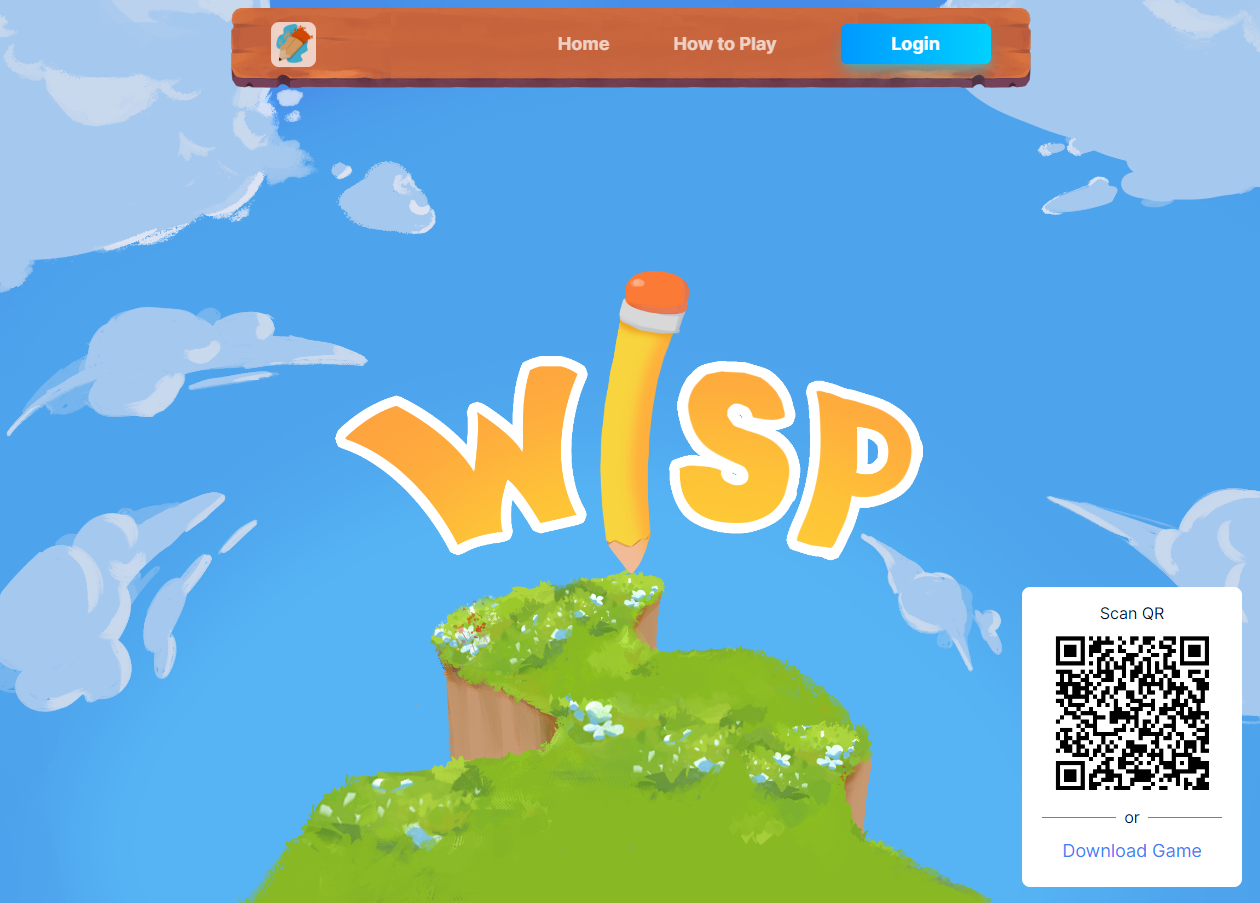 Home
How to Play
Login
WISP
Scan QR
or
Download Game